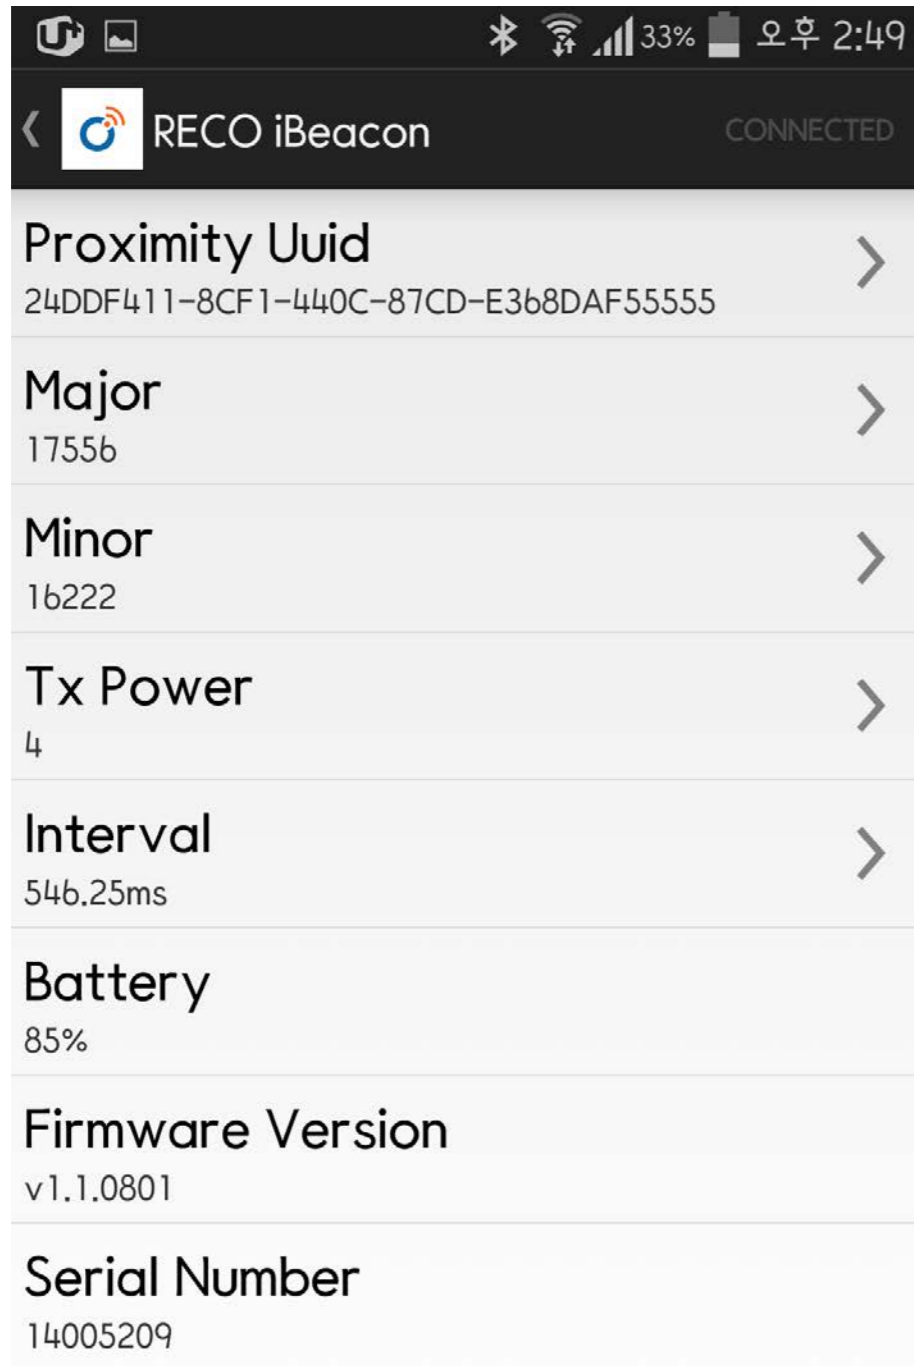 33% 오후 2:49
RECO iBeacon CONNECTED
Proximity Uuid
24DDF411-8CF1-440C-87CD-E368DAF55555
Major
17556
Minor
16222
Tx Power
4
Interval
546.25ms
Battery
85%
Firmware Version
v1.1.0801
Serial Number
14005209